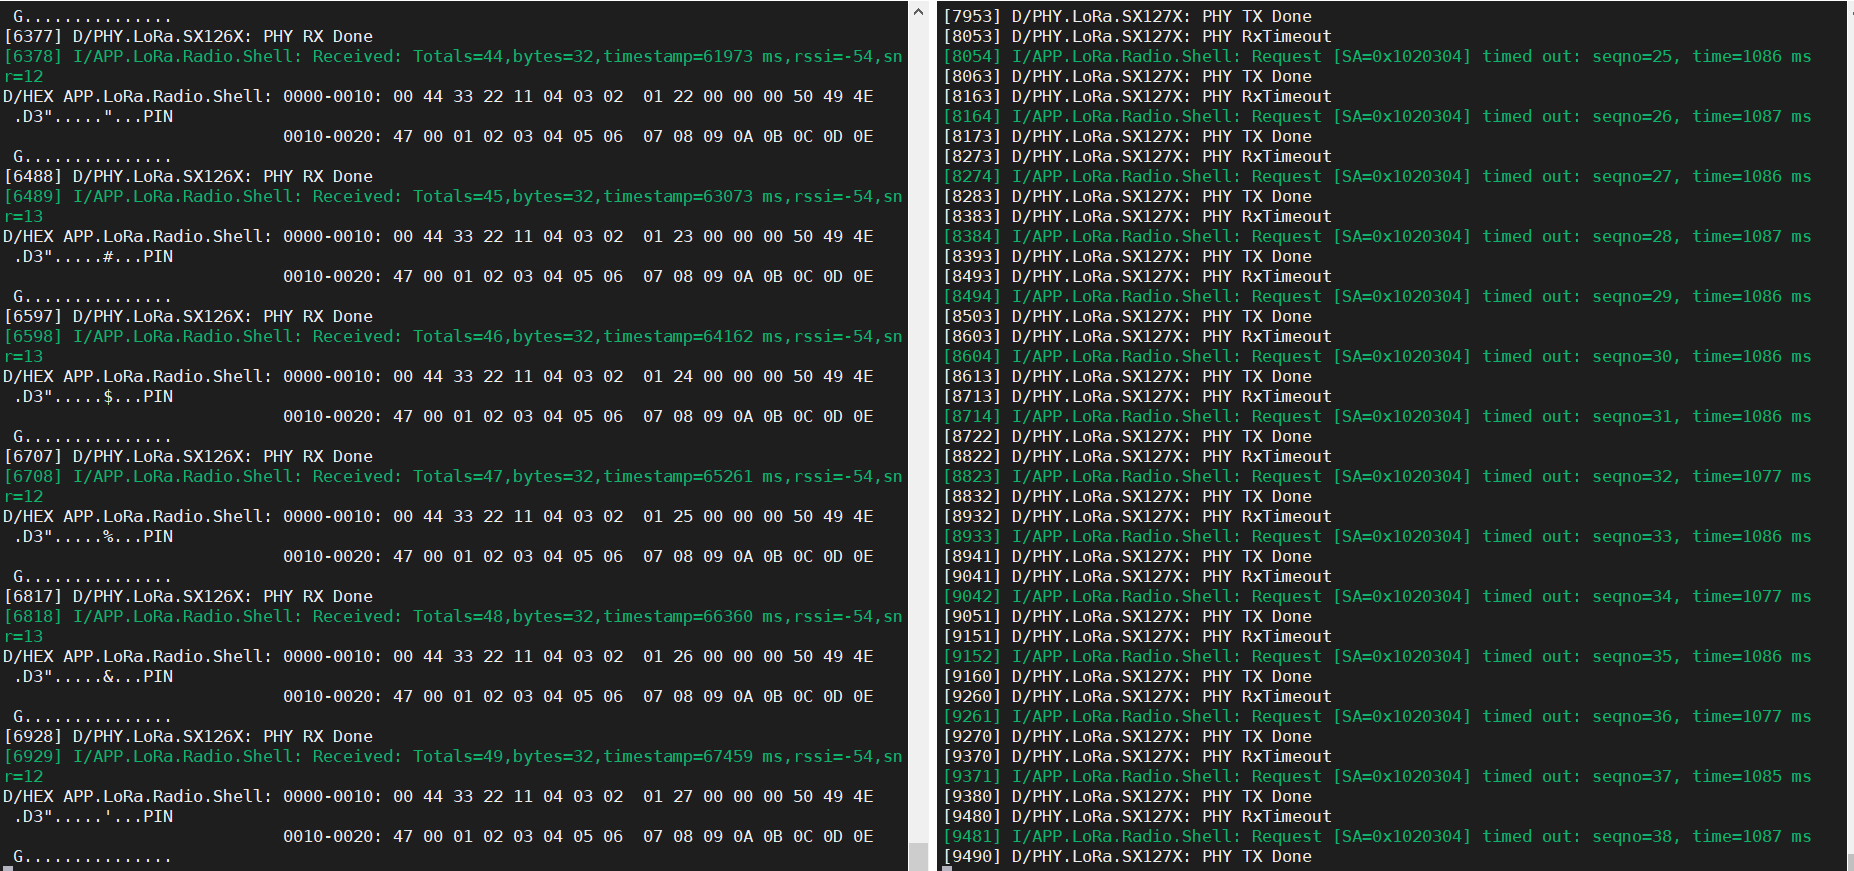 G...............
[6377] D/PHY.LoRa.SX126X: PHY RX Done
[6378] I/APP.LoRa.Radio.Shell: Received: Totals=44,bytes=32,timestamp=61973 ms,rssi=-54,sn
r=12
D/HEX APP.LoRa.Radio.Shell: 0000-0010: 00 44 33 22 11 04 03 02  01 22 00 00 00 50 49 4E
.D3"....."...PIN
0010-0020: 47 00 01 02 03 04 05 06  07 08 09 0A 0B 0C 0D 0E
G...............
[6488] D/PHY.LoRa.SX126X: PHY RX Done
[6489] I/APP.LoRa.Radio.Shell: Received: Totals=45,bytes=32,timestamp=63073 ms,rssi=-54,sn
r=13
D/HEX APP.LoRa.Radio.Shell: 0000-0010: 00 44 33 22 11 04 03 02  01 23 00 00 00 50 49 4E
.D3".....#...PIN
0010-0020: 47 00 01 02 03 04 05 06  07 08 09 0A 0B 0C 0D 0E
G...............
[6597] D/PHY.LoRa.SX126X: PHY RX Done
[6598] I/APP.LoRa.Radio.Shell: Received: Totals=46,bytes=32,timestamp=64162 ms,rssi=-54,sn
r=13
D/HEX APP.LoRa.Radio.Shell: 0000-0010: 00 44 33 22 11 04 03 02  01 24 00 00 00 50 49 4E
.D3".....$...PIN
0010-0020: 47 00 01 02 03 04 05 06  07 08 09 0A 0B 0C 0D 0E
G...............
[6707] D/PHY.LoRa.SX126X: PHY RX Done
[6708] I/APP.LoRa.Radio.Shell: Received: Totals=47,bytes=32,timestamp=65261 ms,rssi=-54,sn
r=12
D/HEX APP.LoRa.Radio.Shell: 0000-0010: 00 44 33 22 11 04 03 02  01 25 00 00 00 50 49 4E
.D3".....%...PIN
0010-0020: 47 00 01 02 03 04 05 06  07 08 09 0A 0B 0C 0D 0E
G...............
[6817] D/PHY.LoRa.SX126X: PHY RX Done
[6818] I/APP.LoRa.Radio.Shell: Received: Totals=48,bytes=32,timestamp=66360 ms,rssi=-54,sn
r=13
D/HEX APP.LoRa.Radio.Shell: 0000-0010: 00 44 33 22 11 04 03 02  01 26 00 00 00 50 49 4E
.D3".....&...PIN
0010-0020: 47 00 01 02 03 04 05 06  07 08 09 0A 0B 0C 0D 0E
G...............
[6928] D/PHY.LoRa.SX126X: PHY RX Done
[6929] I/APP.LoRa.Radio.Shell: Received: Totals=49,bytes=32,timestamp=67459 ms,rssi=-54,sn
r=12
D/HEX APP.LoRa.Radio.Shell: 0000-0010: 00 44 33 22 11 04 03 02  01 27 00 00 00 50 49 4E
.D3".....'...PIN
0010-0020: 47 00 01 02 03 04 05 06  07 08 09 0A 0B 0C 0D 0E
G...............
[7953] D/PHY.LoRa.SX127X: PHY TX Done
[8053] D/PHY.LoRa.SX127X: PHY RxTimeout
[8054] I/APP.LoRa.Radio.Shell: Request [SA=0x1020304] timed out: seqno=25, time=1086 ms
[8063] D/PHY.LoRa.SX127X: PHY TX Done
[8163] D/PHY.LoRa.SX127X: PHY RxTimeout
[8164] I/APP.LoRa.Radio.Shell: Request [SA=0x1020304] timed out: seqno=26, time=1087 ms
[8173] D/PHY.LoRa.SX127X: PHY TX Done
[8273] D/PHY.LoRa.SX127X: PHY RxTimeout
[8274] I/APP.LoRa.Radio.Shell: Request [SA=0x1020304] timed out: seqno=27, time=1086 ms
[8283] D/PHY.LoRa.SX127X: PHY TX Done
[8383] D/PHY.LoRa.SX127X: PHY RxTimeout
[8384] I/APP.LoRa.Radio.Shell: Request [SA=0x1020304] timed out: seqno=28, time=1087 ms
[8393] D/PHY.LoRa.SX127X: PHY TX Done
[8493] D/PHY.LoRa.SX127X: PHY RxTimeout
[8494] I/APP.LoRa.Radio.Shell: Request [SA=0x1020304] timed out: seqno=29, time=1086 ms
[8503] D/PHY.LoRa.SX127X: PHY TX Done
[8603] D/PHY.LoRa.SX127X: PHY RxTimeout
[8604] I/APP.LoRa.Radio.Shell: Request [SA=0x1020304] timed out: seqno=30, time=1086 ms
[8613] D/PHY.LoRa.SX127X: PHY TX Done
[8713] D/PHY.LoRa.SX127X: PHY RxTimeout
[8714] I/APP.LoRa.Radio.Shell: Request [SA=0x1020304] timed out: seqno=31, time=1086 ms
[8722] D/PHY.LoRa.SX127X: PHY TX Done
[8822] D/PHY.LoRa.SX127X: PHY RxTimeout
[8823] I/APP.LoRa.Radio.Shell: Request [SA=0x1020304] timed out: seqno=32, time=1077 ms
[8832] D/PHY.LoRa.SX127X: PHY TX Done
[8932] D/PHY.LoRa.SX127X: PHY RxTimeout
[8933] I/APP.LoRa.Radio.Shell: Request [SA=0x1020304] timed out: seqno=33, time=1086 ms
[8941] D/PHY.LoRa.SX127X: PHY TX Done
[9041] D/PHY.LoRa.SX127X: PHY RxTimeout
[9042] I/APP.LoRa.Radio.Shell: Request [SA=0x1020304] timed out: seqno=34, time=1077 ms
[9051] D/PHY.LoRa.SX127X: PHY TX Done
[9151] D/PHY.LoRa.SX127X: PHY RxTimeout
[9152] I/APP.LoRa.Radio.Shell: Request [SA=0x1020304] timed out: seqno=35, time=1086 ms
[9160] D/PHY.LoRa.SX127X: PHY TX Done
[9260] D/PHY.LoRa.SX127X: PHY RxTimeout
[9261] I/APP.LoRa.Radio.Shell: Request [SA=0x1020304] timed out: seqno=36, time=1077 ms
[9270] D/PHY.LoRa.SX127X: PHY TX Done
[9370] D/PHY.LoRa.SX127X: PHY RxTimeout
[9371] I/APP.LoRa.Radio.Shell: Request [SA=0x1020304] timed out: seqno=37, time=1085 ms
[9380] D/PHY.LoRa.SX127X: PHY TX Done
[9480] D/PHY.LoRa.SX127X: PHY RxTimeout
[9481] I/APP.LoRa.Radio.Shell: Request [SA=0x1020304] timed out: seqno=38, time=1087 ms
[9490] D/PHY.LoRa.SX127X: PHY TX Done